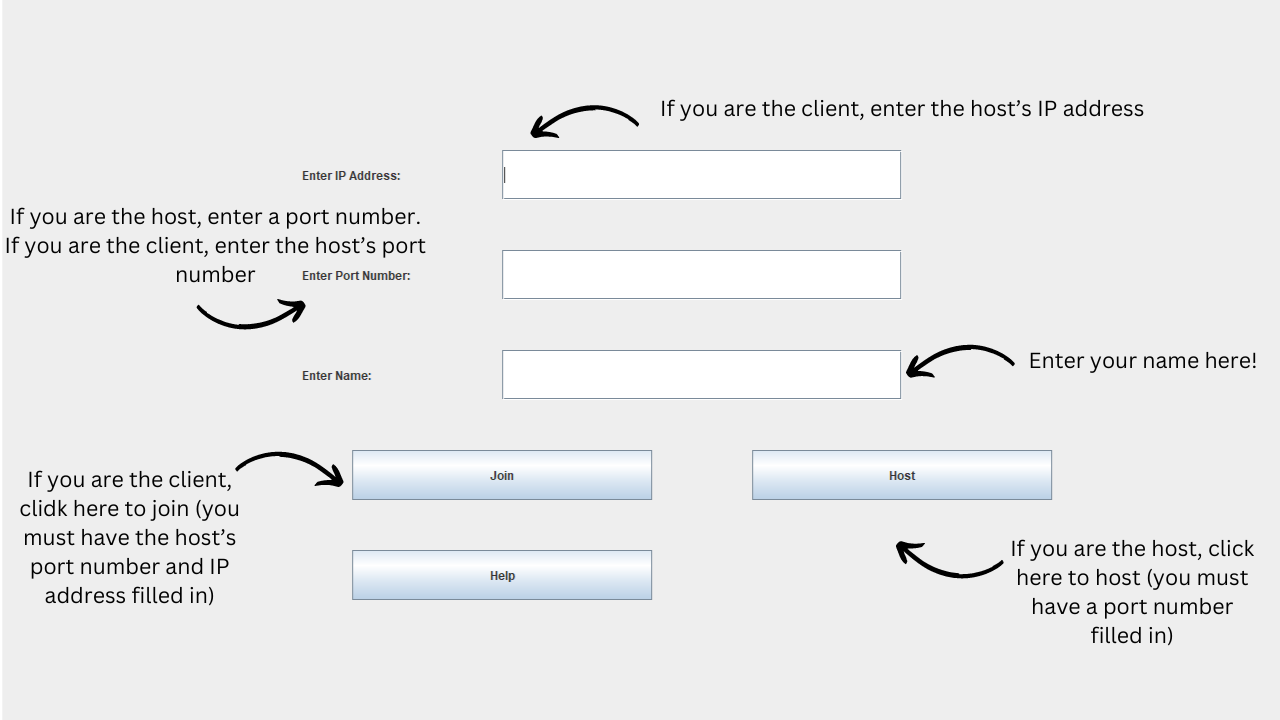 If you are the client, enter the host's IP address
Enter IP Address:
If you are the host, enter a port number.
If you are the client, enter the host's port
number
Enter Port Number:
Enter Name:
Enter your name here!
If you are the client,
clidk here to join (you
must have the host's
port number and IP
address filled in)
Join
Host
Help
If you are the host, click
here to host (you must
have a port number
filled in)